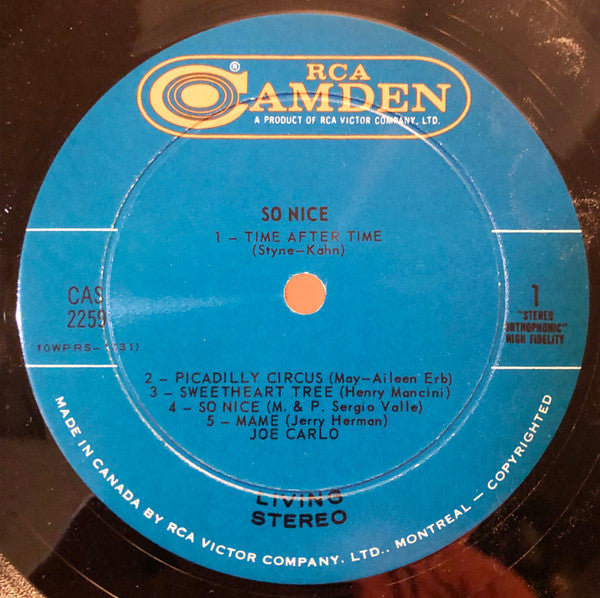 RCA
CAMDEN
®
A PRODUCT OF RCA VICTOR COMPANY, LTD.
SO NICE
1 – TIME AFTER TIME
(Styne–Kahn)
CAS
2259
1
"STEREO
ORTHOPHONIC"
HIGH FIDELITY
2 – PICADILLY CIRCUS (May–Aileen Erb)
3 – SWEETHEART TREE (Henry Mancini)
4 – SO NICE (M. & P. Sergio Valle)
5 – MAME (Jerry Herman)
JOE CARLO
LIVING
STEREO
MADE IN CANADA BY RCA VICTOR COMPANY, LTD., MONTREAL – COPYRIGHTED